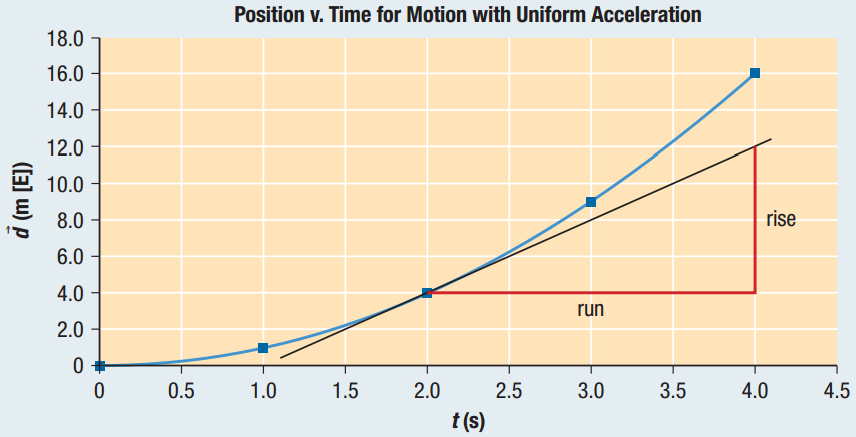 Position v. Time for Motion with Uniform Acceleration
18.0
16.0
14.0
12.0
10.0
8.0
6.0
4.0
2.0
0
d⃗ (m [E])
rise
run
0 0.5 1.0 1.5 2.0 2.5 3.0 3.5 4.0 4.5
t (s)